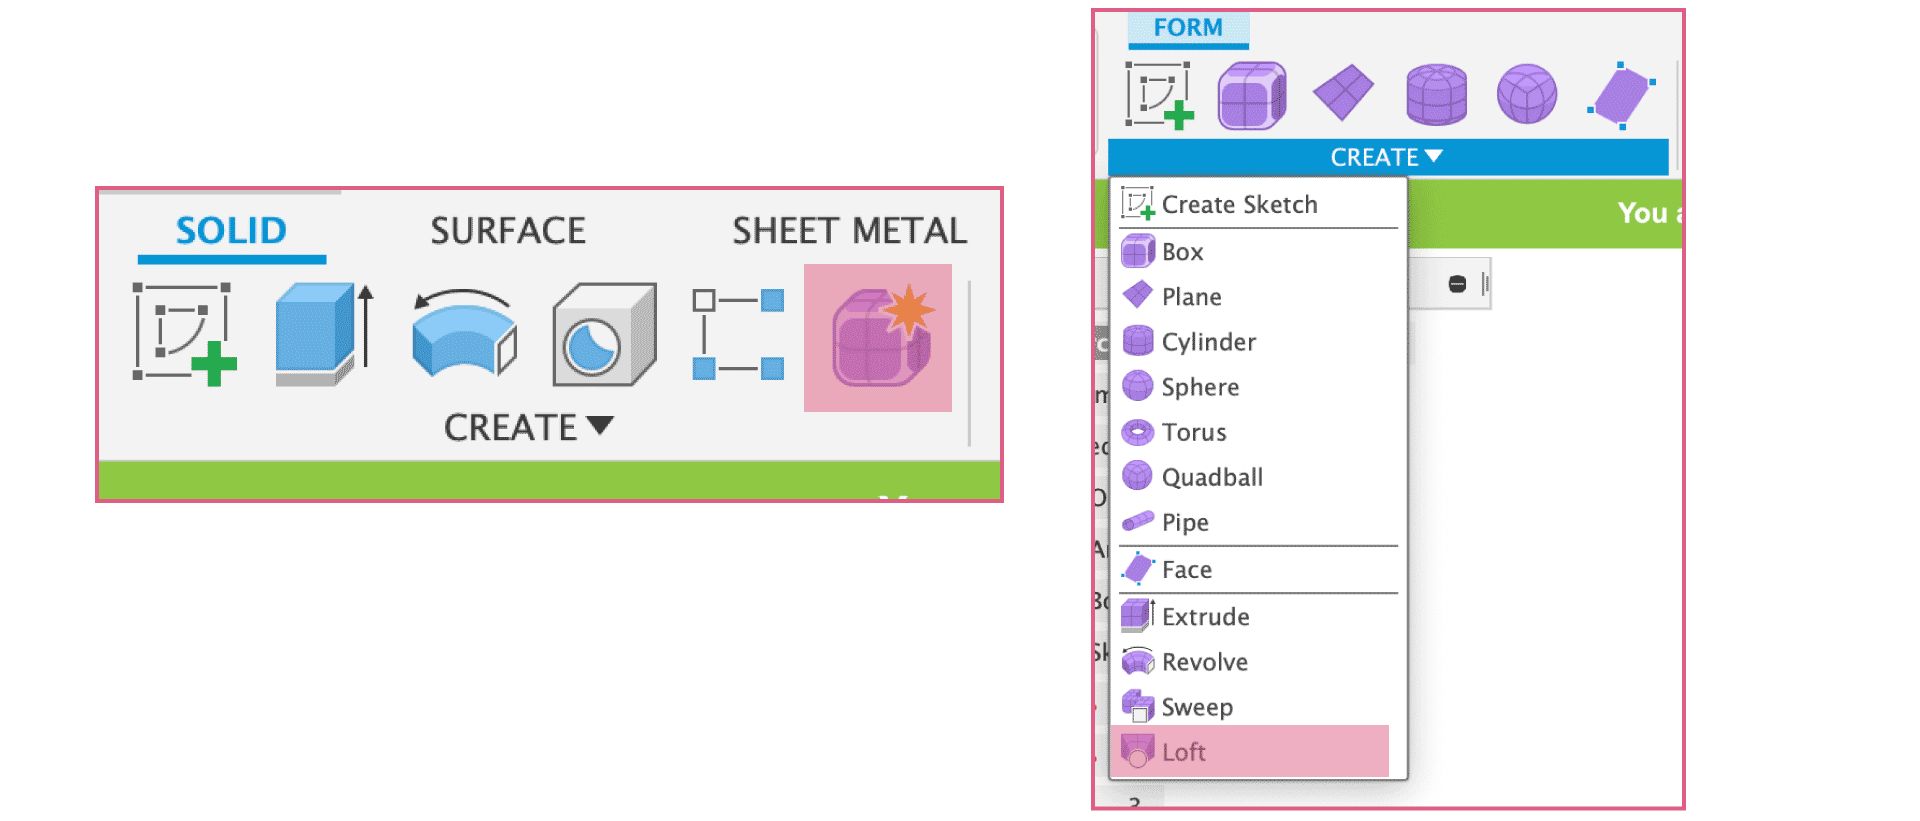 SOLID SURFACE SHEET METAL
CREATE
FORM
CREATE
You
Create Sketch
Box
Plane
Cylinder
Sphere
Torus
Quadball
Pipe
Face
Extrude
Revolve
Sweep
Loft